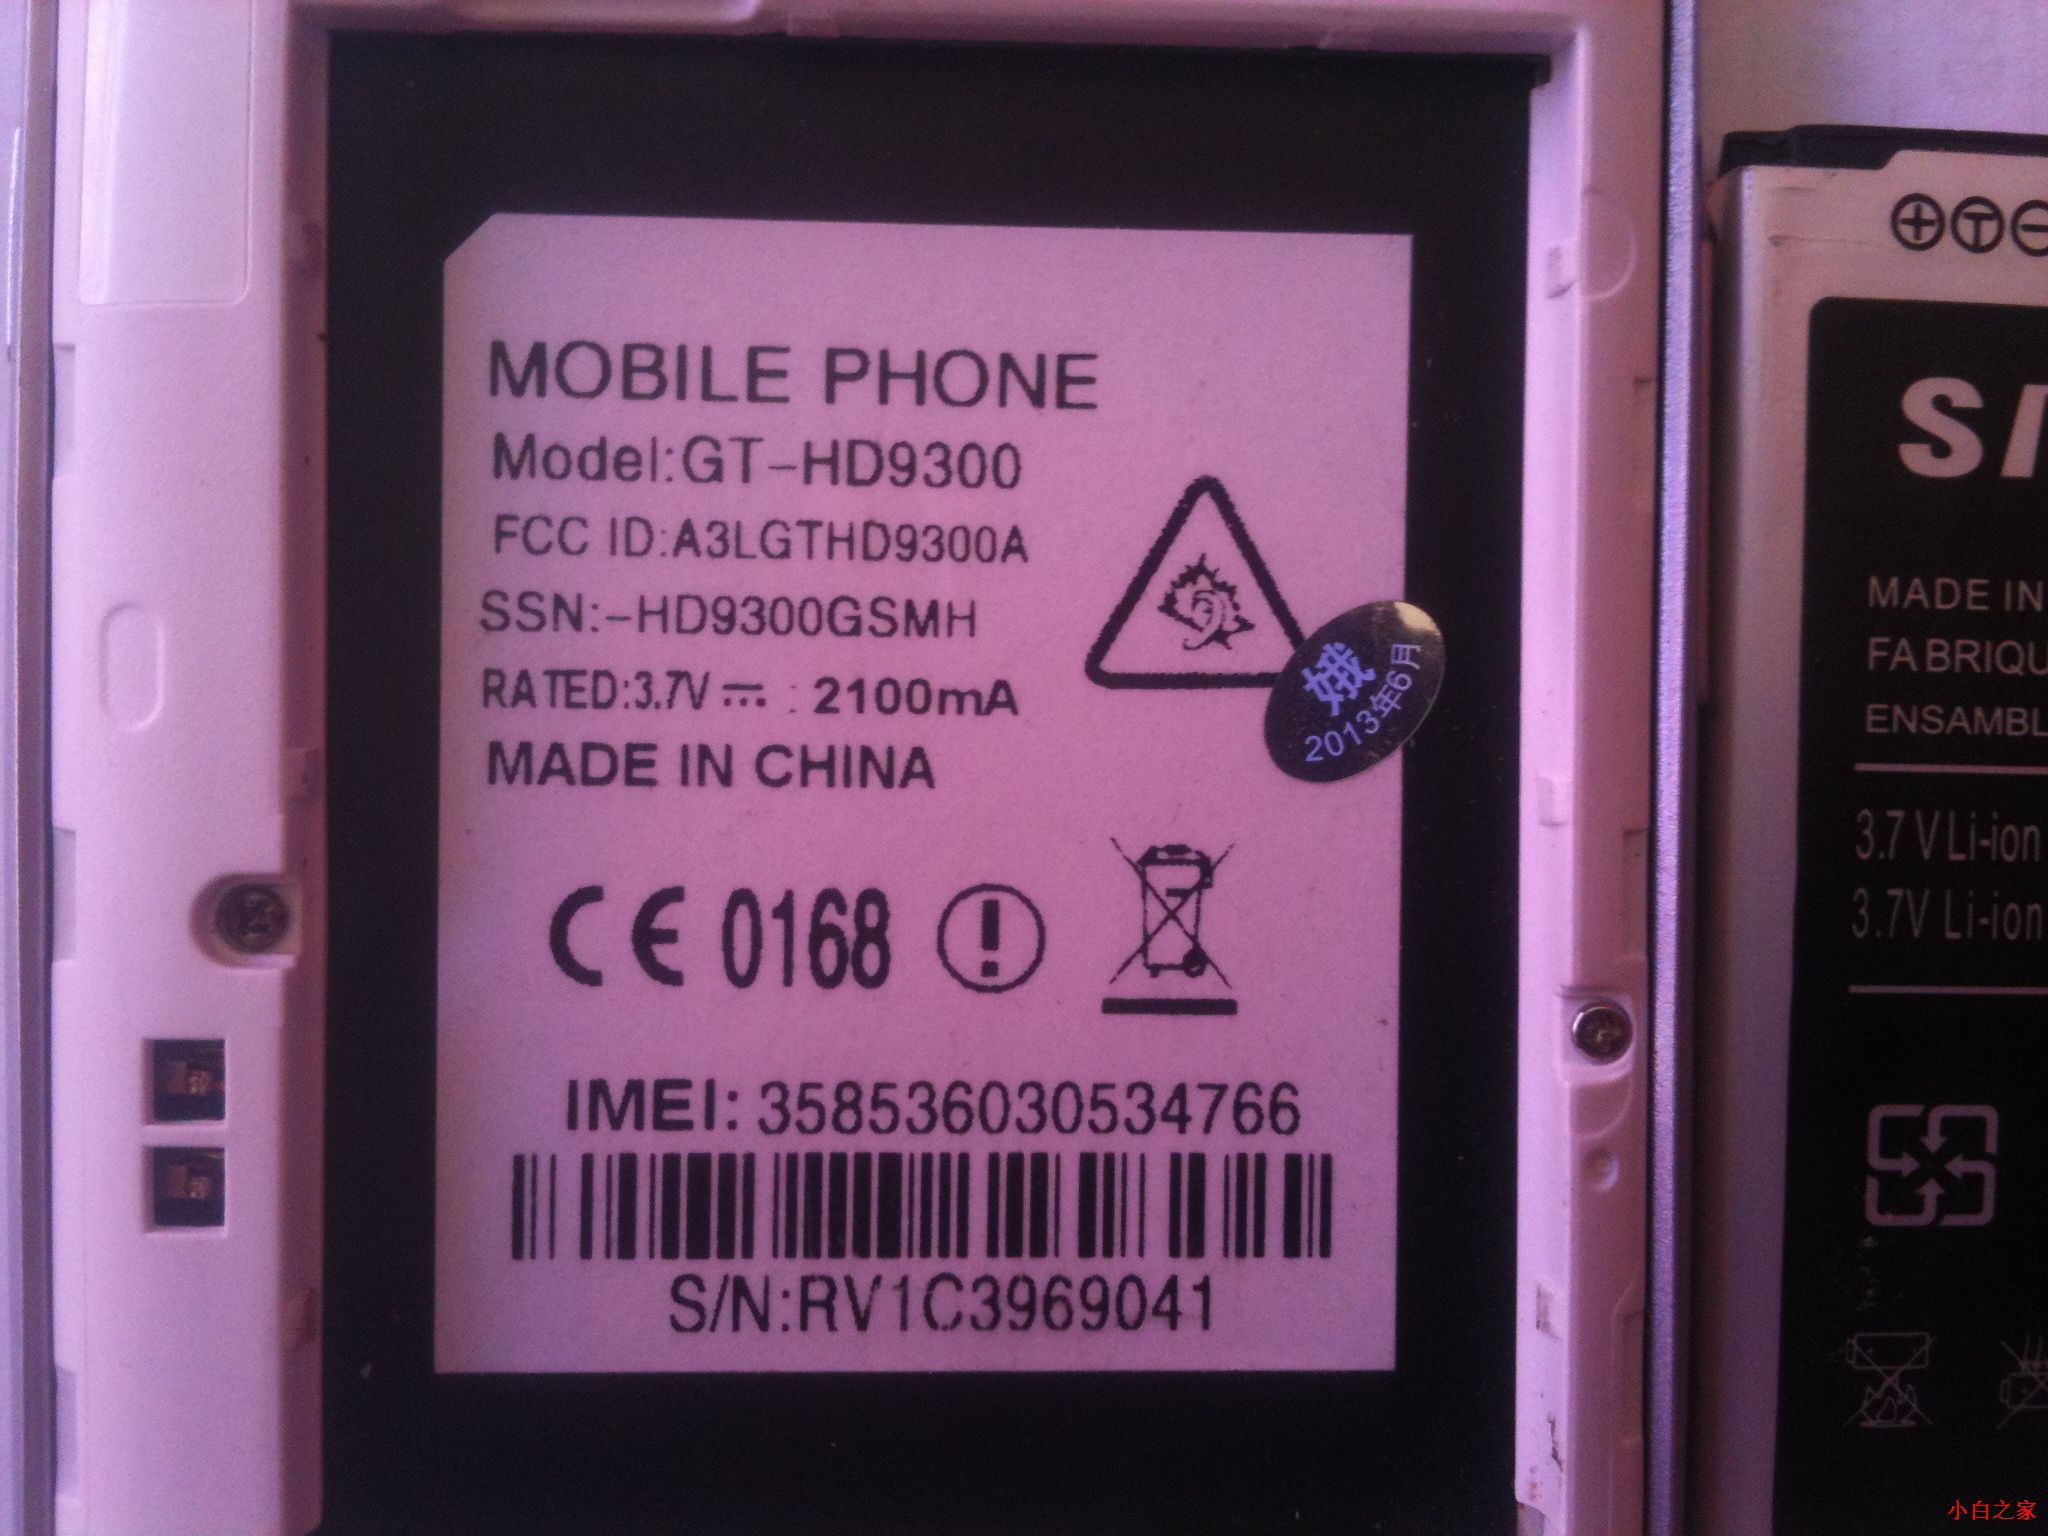 MOBILE PHONE
Model:GT-HD9300
FCC ID:A3LGTHD9300A
SSN:-HD9300GSMH
RATED:3.7V⎓ : 2100mA
MADE IN CHINA
娥
2013年6月
CE 0168
IMEI: 358536030534766
S/N:RV1C3969041
MADE IN
3.7 V Li-ion
3.7V Li-ion
小白之家